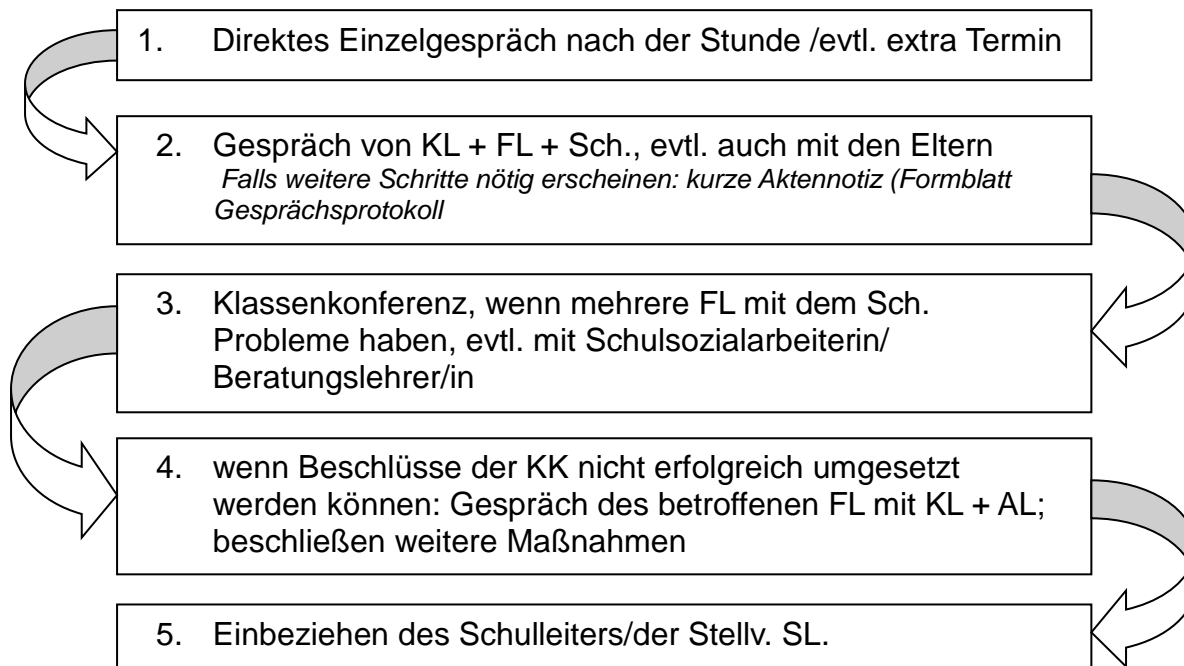 1. Direktes Einzelgespräch nach der Stunde /evtl. extra Termin
2. Gespräch von KL + FL + Sch., evtl. auch mit den Eltern
Falls weitere Schritte nötig erscheinen: kurze Aktennotiz (Formblatt
Gesprächsprotokoll
3. Klassenkonferenz, wenn mehrere FL mit dem Sch.
Probleme haben, evtl. mit Schulsozialarbeiterin/
Beratungslehrer/in
4. wenn Beschlüsse der KK nicht erfolgreich umgesetzt
werden können: Gespräch des betroffenen FL mit KL + AL;
beschließen weitere Maßnahmen
5. Einbeziehen des Schulleiters/der Stellv. SL.